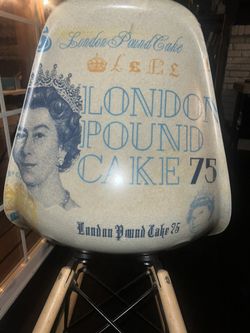 London Pound Cake
£ £ £ £
LONDON
POUND
CAKE 75
London Pound Cake 75